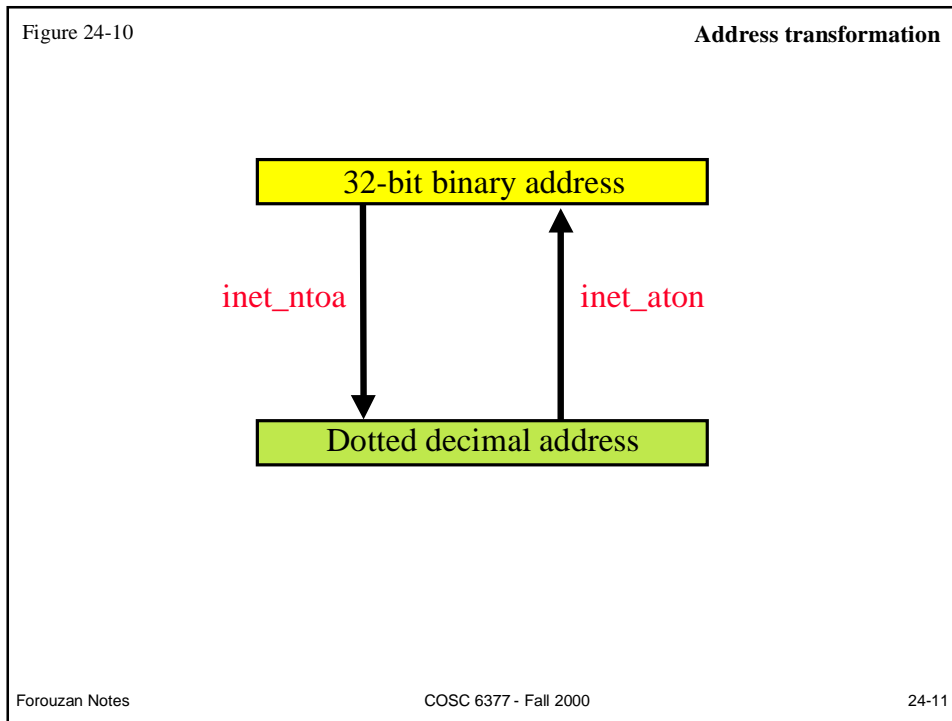 Figure 24-10
Address transformation
32-bit binary address
inet_ntoa
inet_aton
Dotted decimal address
Forouzan Notes
COSC 6377 - Fall 2000
24-11